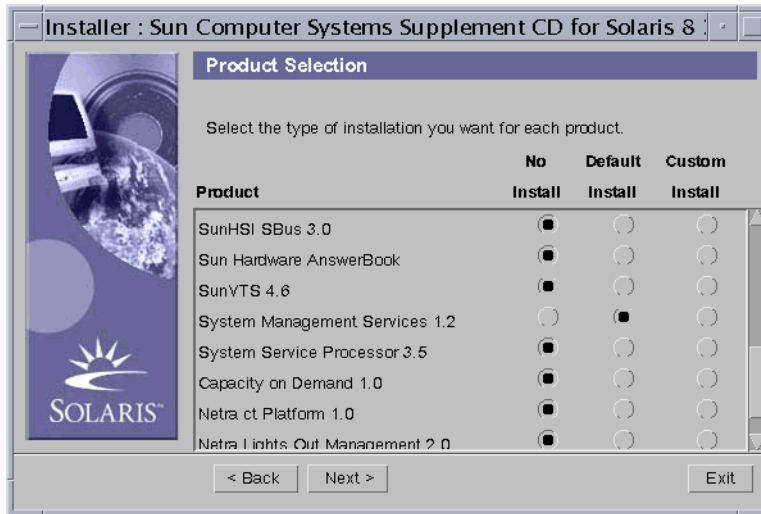 Installer : Sun Computer Systems Supplement CD for Solaris 8
Product Selection
Select the type of installation you want for each product.
No Default Custom
Product Install Install Install
SunHSI SBus 3.0
Sun Hardware AnswerBook
SunVTS 4.6
System Management Services 1.2
System Service Processor 3.5
Capacity on Demand 1.0
Netra ct Platform 1.0
Netra Lights Out Management 2.0
SOLARIS™
< Back Next > Exit